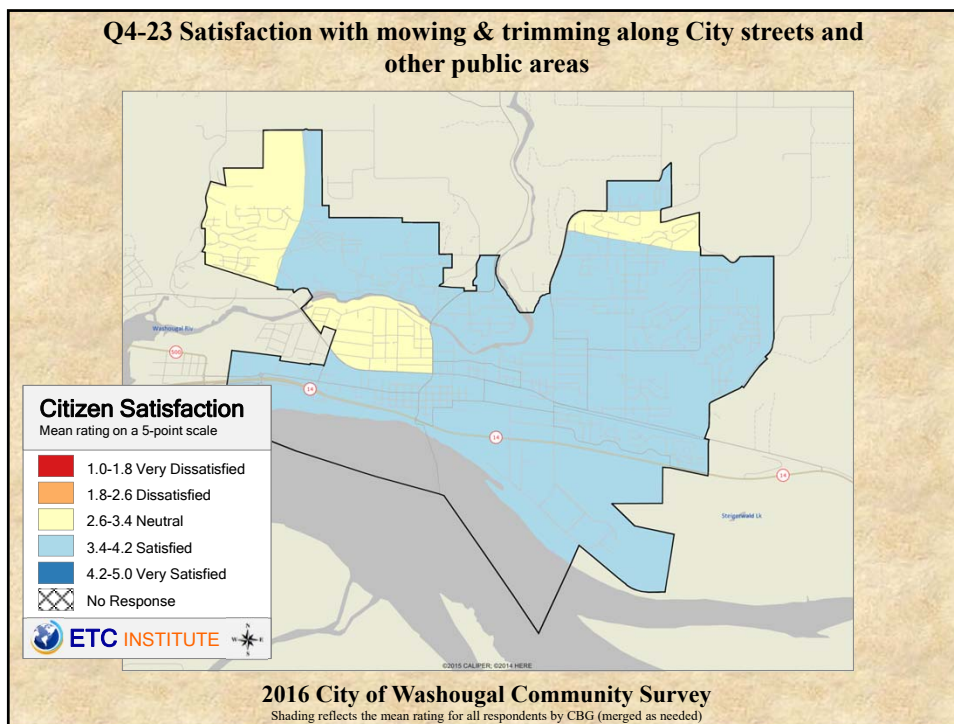 Q4-23 Satisfaction with mowing & trimming along City streets and
other public areas
Washougal Riv
500
14
14
14
Steigerwald Lk
Citizen Satisfaction
Mean rating on a 5-point scale
1.0-1.8 Very Dissatisfied
1.8-2.6 Dissatisfied
2.6-3.4 Neutral
3.4-4.2 Satisfied
4.2-5.0 Very Satisfied
No Response
ETC INSTITUTE
N
W E
S
©2015 CALIPER; ©2014 HERE
2016 City of Washougal Community Survey
Shading reflects the mean rating for all respondents by CBG (merged as needed)